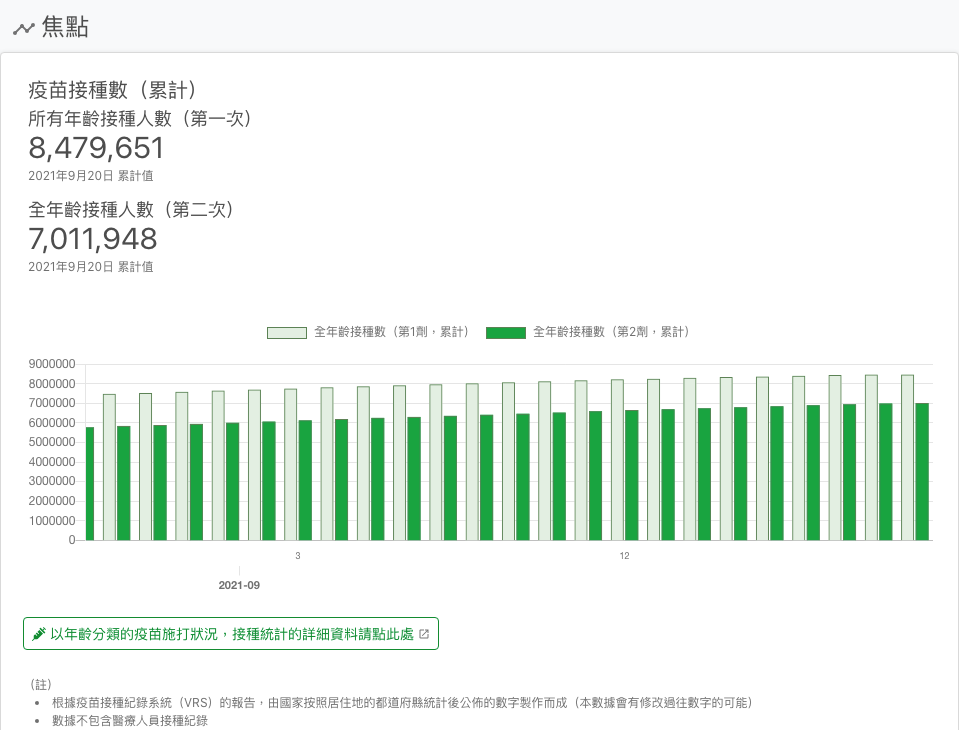 焦點
疫苗接種數（累計）
所有年齡接種人數（第一次）
8,479,651
2021年9月20日 累計值
全年齡接種人數（第二次）
7,011,948
2021年9月20日 累計值
全年齡接種數（第1劑，累計） 全年齡接種數（第2劑，累計）
9000000
8000000
7000000
6000000
5000000
4000000
3000000
2000000
1000000
0
3 12
2021-09
以年齡分類的疫苗施打狀況，接種統計的詳細資料請點此處
（註）
• 根據疫苗接種紀錄系統（VRS）的報告，由國家按照居住地的都道府縣統計後公佈的數字製作而成（本數據會有修改過往數字的可能）
• 數據不包含醫療人員接種紀錄